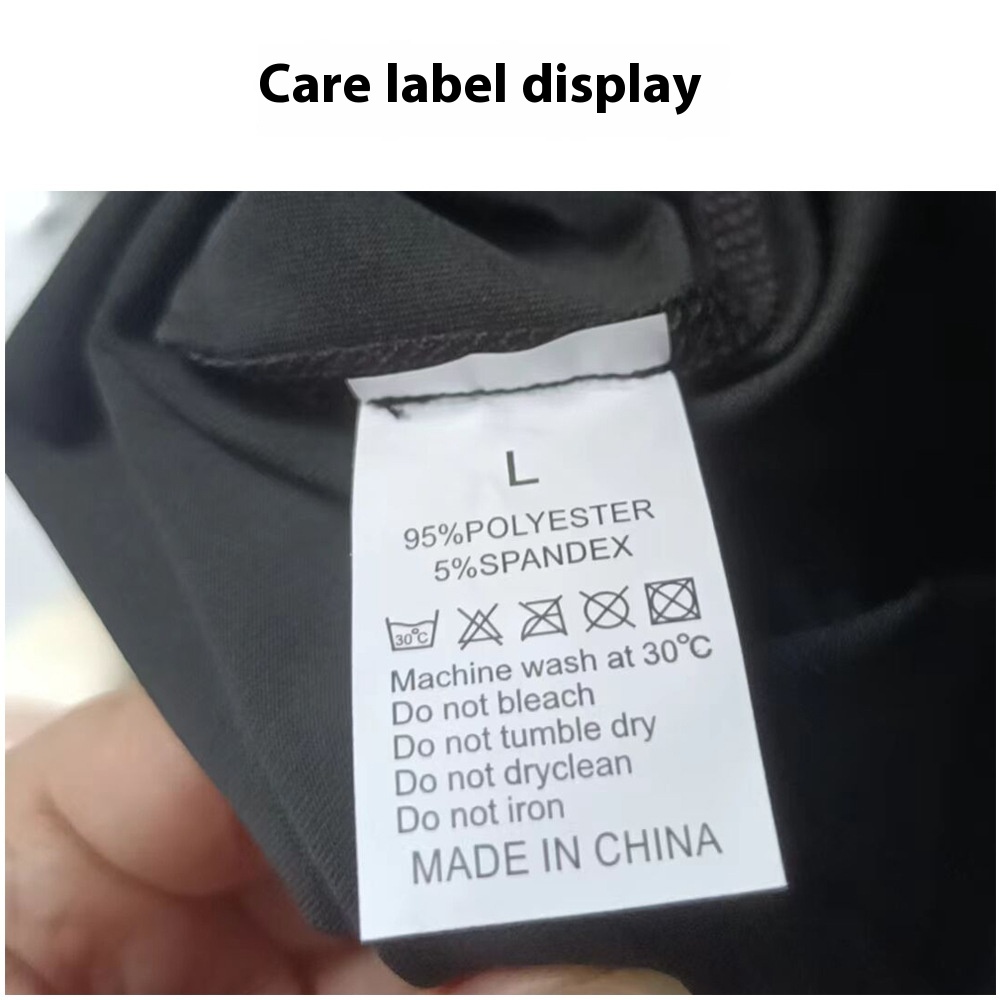 Care label display
L
95%POLYESTER
5%SPANDEX
30°C
Machine wash at 30°C
Do not bleach
Do not tumble dry
Do not dryclean
Do not iron
MADE IN CHINA